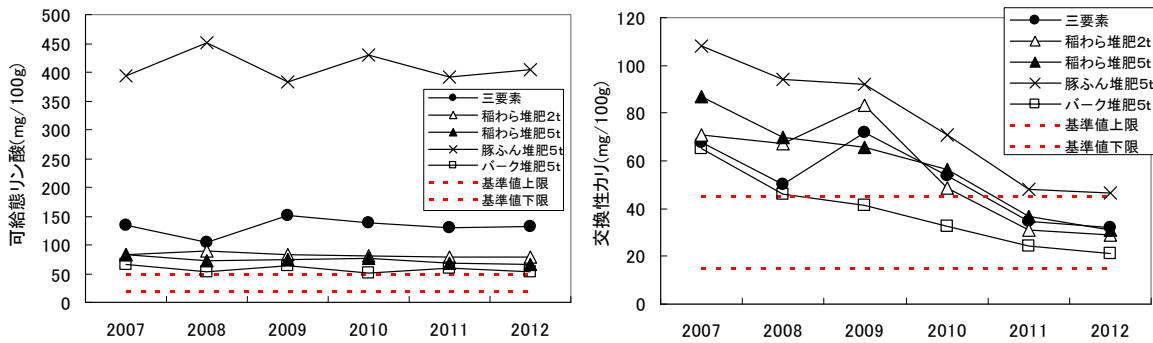 可給態リン酸(mg/100g)
500
450
400
350
300
250
200
150
100
50
0
2007 2008 2009 2010 2011 2012
三要素
稲わら堆肥2t
稲わら堆肥5t
豚ふん堆肥5t
バーク堆肥5t
基準値上限
基準値下限
交換性カリ(mg/100g)
120
100
80
60
40
20
0
2007 2008 2009 2010 2011 2012
三要素
稲わら堆肥2t
稲わら堆肥5t
豚ふん堆肥5t
バーク堆肥5t
基準値上限
基準値下限